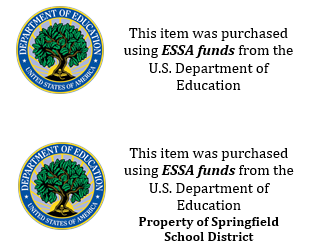 DEPARTMENT OF EDUCATION
UNITED STATES OF AMERICA
This item was purchased
using ESSA funds from the
U.S. Department of
Education
DEPARTMENT OF EDUCATION
UNITED STATES OF AMERICA
This item was purchased
using ESSA funds from the
U.S. Department of
Education
Property of Springfield
School District